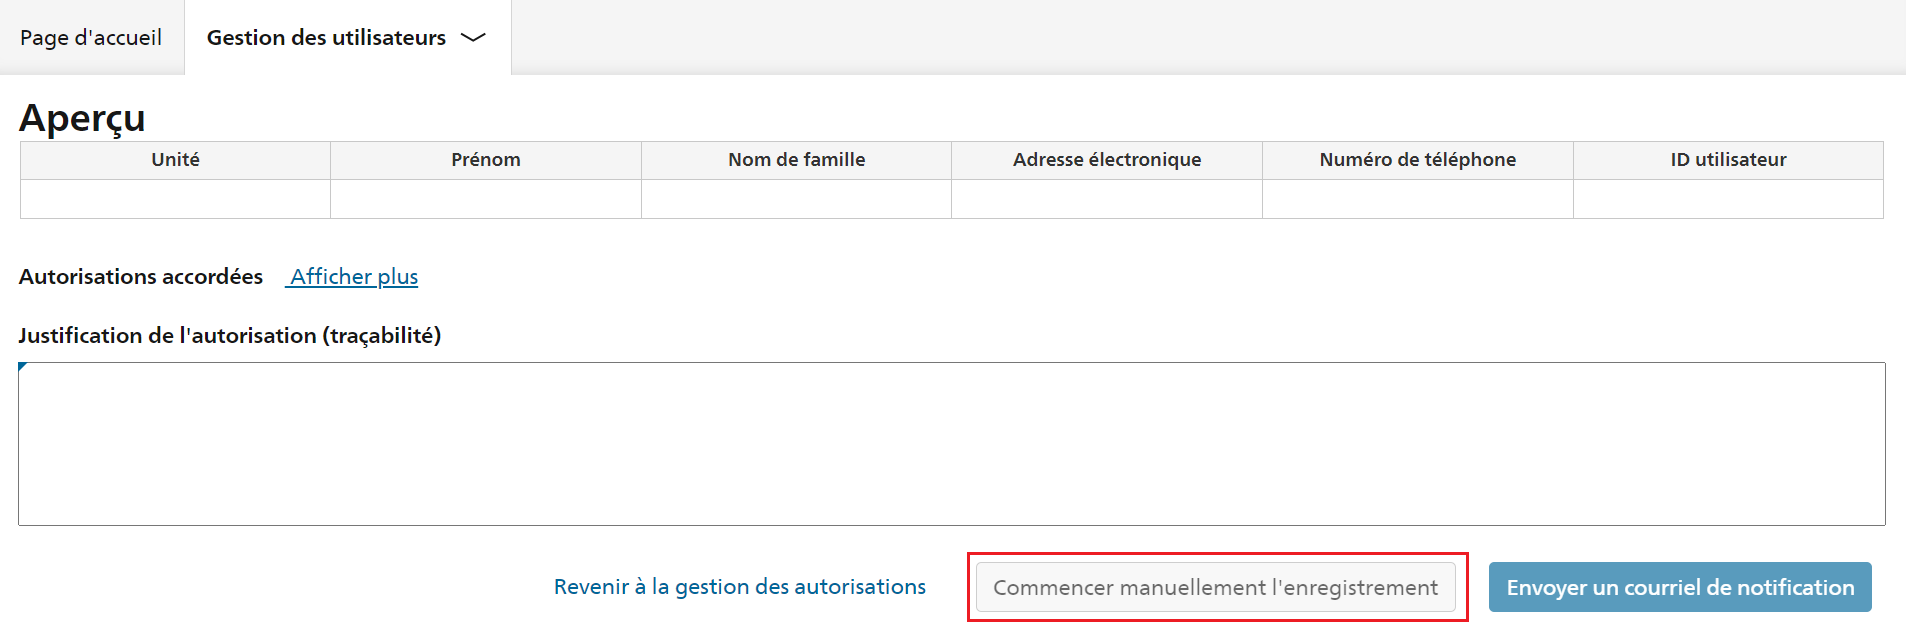 Page d'accueil
Gestion des utilisateurs
Aperçu
Unité Prénom Nom de famille Adresse électronique Numéro de téléphone ID utilisateur
Autorisations accordées Afficher plus
Justification de l'autorisation (traçabilité)
Revenir à la gestion des autorisations
Commencer manuellement l'enregistrement
Envoyer un courriel de notification